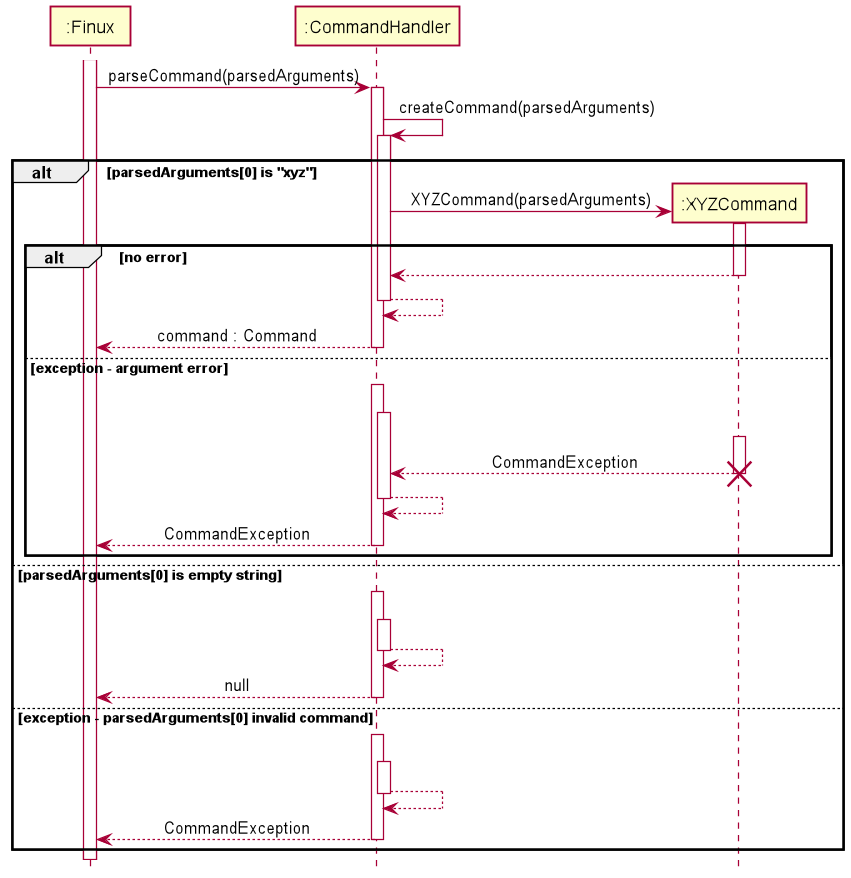 :Finux
:CommandHandler
parseCommand(parsedArguments)
createCommand(parsedArguments)
alt
[parsedArguments[0] is "xyz"]
XYZCommand(parsedArguments)
:XYZCommand
alt
[no error]
command : Command
[exception - argument error]
CommandException
CommandException
[parsedArguments[0] is empty string]
null
[exception - parsedArguments[0] invalid command]
CommandException